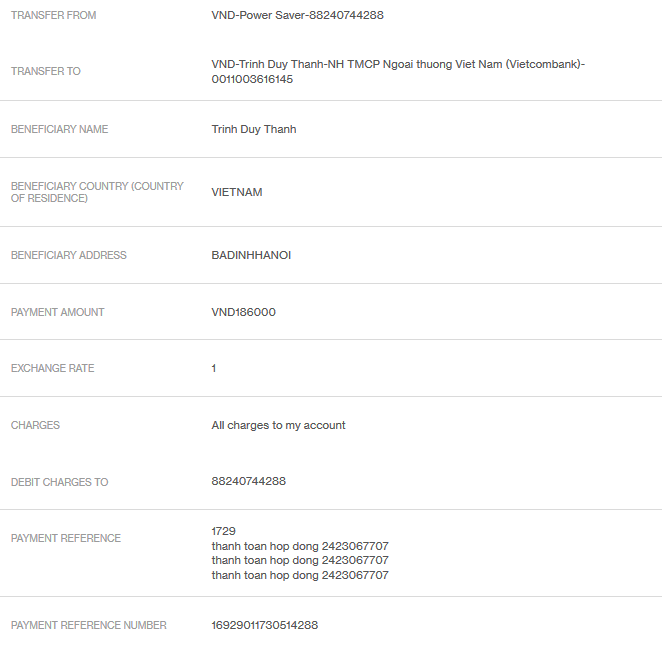 TRANSFER FROM
VND-Power Saver-88240744288
TRANSFER TO
VND-Trinh Duy Thanh-NH TMCP Ngoai thuong Viet Nam (Vietcombank)-
0011003616145
BENEFICIARY NAME
Trinh Duy Thanh
BENEFICIARY COUNTRY (COUNTRY
OF RESIDENCE)
VIETNAM
BENEFICIARY ADDRESS
BADINHHANOI
PAYMENT AMOUNT
VND186000
EXCHANGE RATE
1
CHARGES
All charges to my account
DEBIT CHARGES TO
88240744288
PAYMENT REFERENCE
1729
thanh toan hop dong 2423067707
thanh toan hop dong 2423067707
thanh toan hop dong 2423067707
PAYMENT REFERENCE NUMBER
16929011730514288